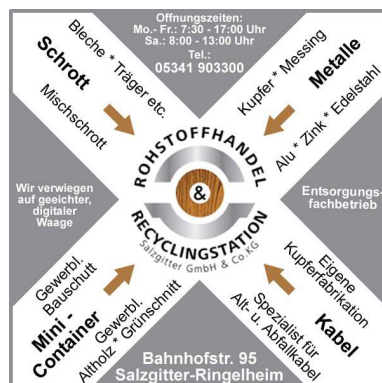 Öffnungszeiten:
Mo.- Fr.: 7:30 - 17:00 Uhr
Sa.: 8:00 - 13:00 Uhr
Tel.:
05341 903300
Bleche * Träger etc.
Schrott
Mischschrott
Kupfer * Messing
Metalle
Alu * Zink * Edelstahl
Wir verwiegen
auf geeichter,
digitaler
Waage
ROHSTOFFHANDEL
&
RECYCLINGSTATION
Salzgitter GmbH & Co.KG
Entsorgungs-
fachbetrieb
Gewerbl.
Bauschutt
Mini -
Container
Gewerbl.
Altholz * Grünschnitt
Eigene
Kupferfabrikation
Kabel
Spezialist für
Alt- u. Abfallkabel
Bahnhofstr. 95
Salzgitter-Ringelheim